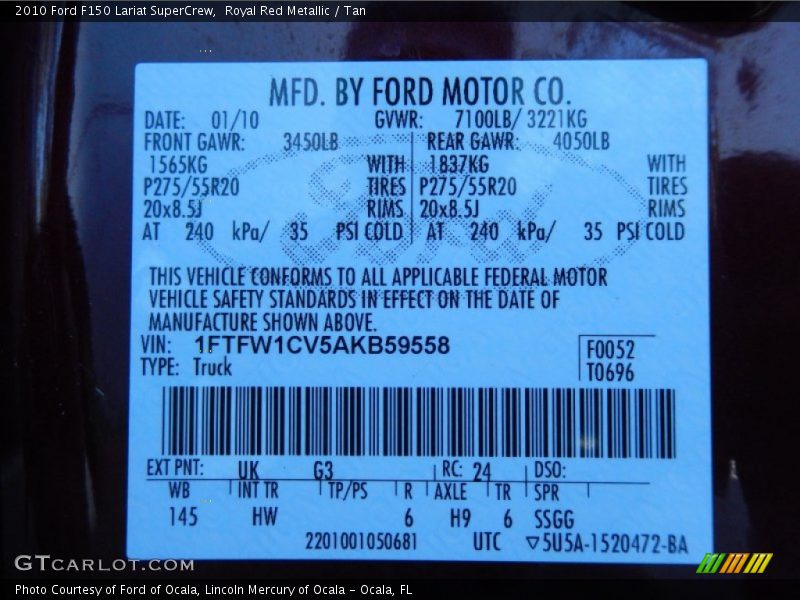 2010 Ford F150 Lariat SuperCrew,  Royal Red Metallic / Tan
MFD. BY FORD MOTOR CO.
DATE: 01/10 GVWR: 7100LB/ 3221KG
FRONT GAWR: 3450LB REAR GAWR: 4050LB
1565KG WITH 1837KG WITH
P275/55R20 TIRES P275/55R20 TIRES
20x8.5J RIMS 20x8.5J RIMS
AT 240 kPa/ 35 PSI COLD AT 240 kPa/ 35 PSI COLD
THIS VEHICLE CONFORMS TO ALL APPLICABLE FEDERAL MOTOR
VEHICLE SAFETY STANDARDS IN EFFECT ON THE DATE OF
MANUFACTURE SHOWN ABOVE.
VIN: 1FTFW1CV5AKB59558 F0052
TYPE: Truck T0696
EXT PNT: UK G3 RC: 24 DSO:
WB INT TR TP/PS R AXLE TR SPR
145 HW 6 H9 6 SSGG
2201001050681 UTC ▽5U5A-1520472-BA
GTCarLot.com
Photo Courtesy of Ford of Ocala, Lincoln Mercury of Ocala – Ocala, FL